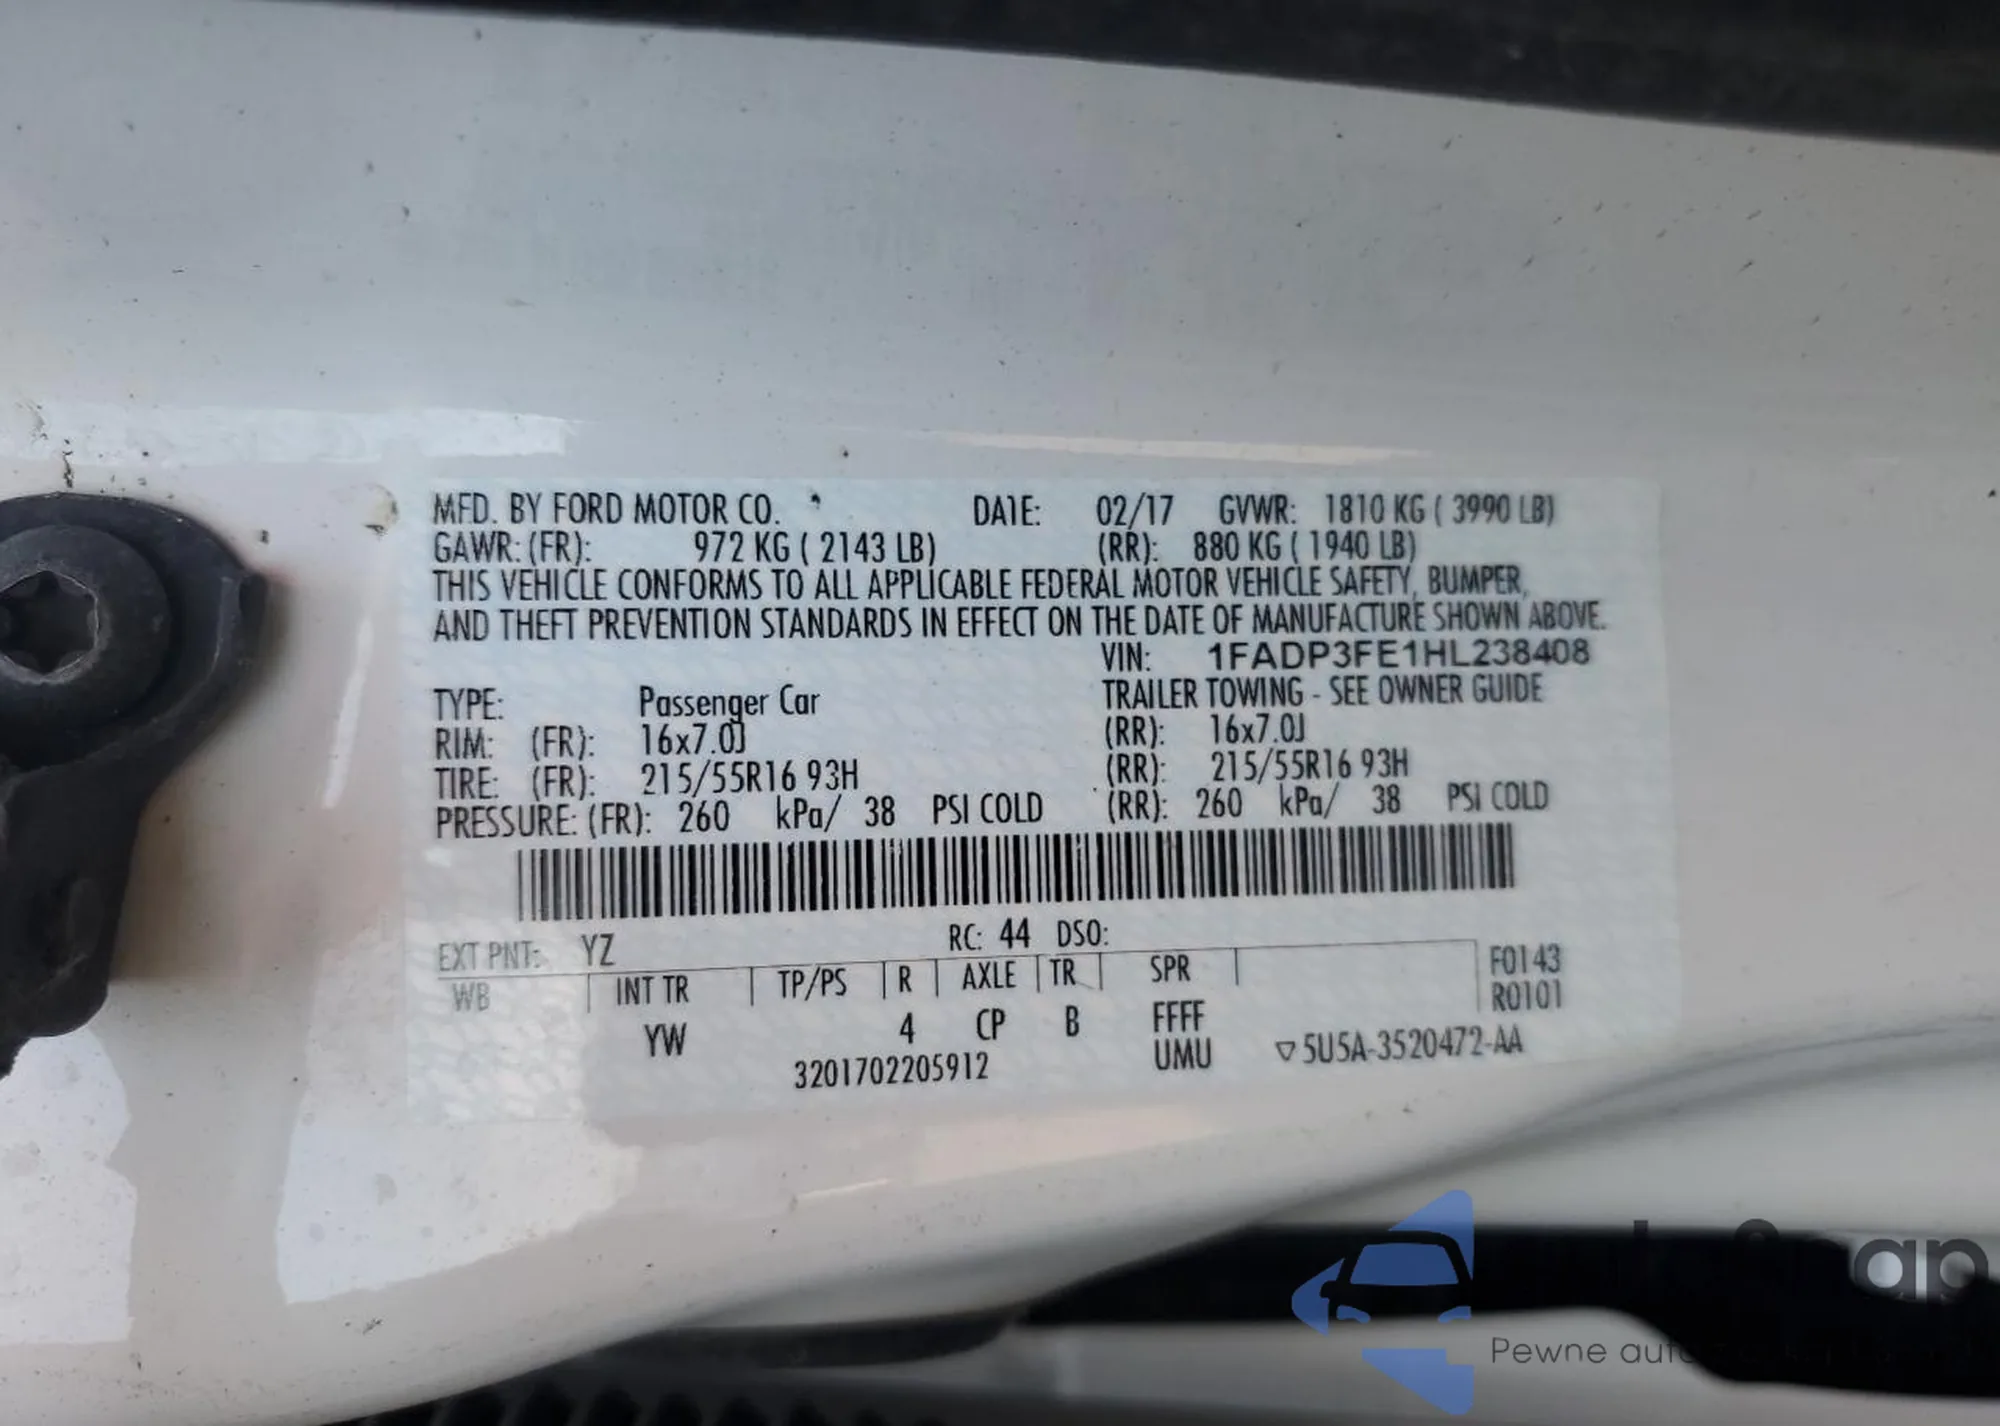 MFD. BY FORD MOTOR CO. DATE: 02/17 GVWR: 1810 KG ( 3990 LB)
GAWR: (FR): 972 KG ( 2143 LB) (RR): 880 KG ( 1940 LB)
THIS VEHICLE CONFORMS TO ALL APPLICABLE FEDERAL MOTOR VEHICLE SAFETY, BUMPER,
AND THEFT PREVENTION STANDARDS IN EFFECT ON THE DATE OF MANUFACTURE SHOWN ABOVE.
VIN: 1FADP3FE1HL238408
TYPE: Passenger Car TRAILER TOWING - SEE OWNER GUIDE
RIM: (FR): 16x7.0J (RR): 16x7.0J
TIRE: (FR): 215/55R16 93H (RR): 215/55R16 93H
PRESSURE: (FR): 260 kPa/ 38 PSI COLD (RR): 260 kPa/ 38 PSI COLD
EXT PNT: YZ RC: 44 DSO:
WB INT TR TP/PS R AXLE TR SPR F0143
R0101
YW 4 CP B FFFF
3201702205912 UMU ▽5U5A-3520472-AA
Pewne